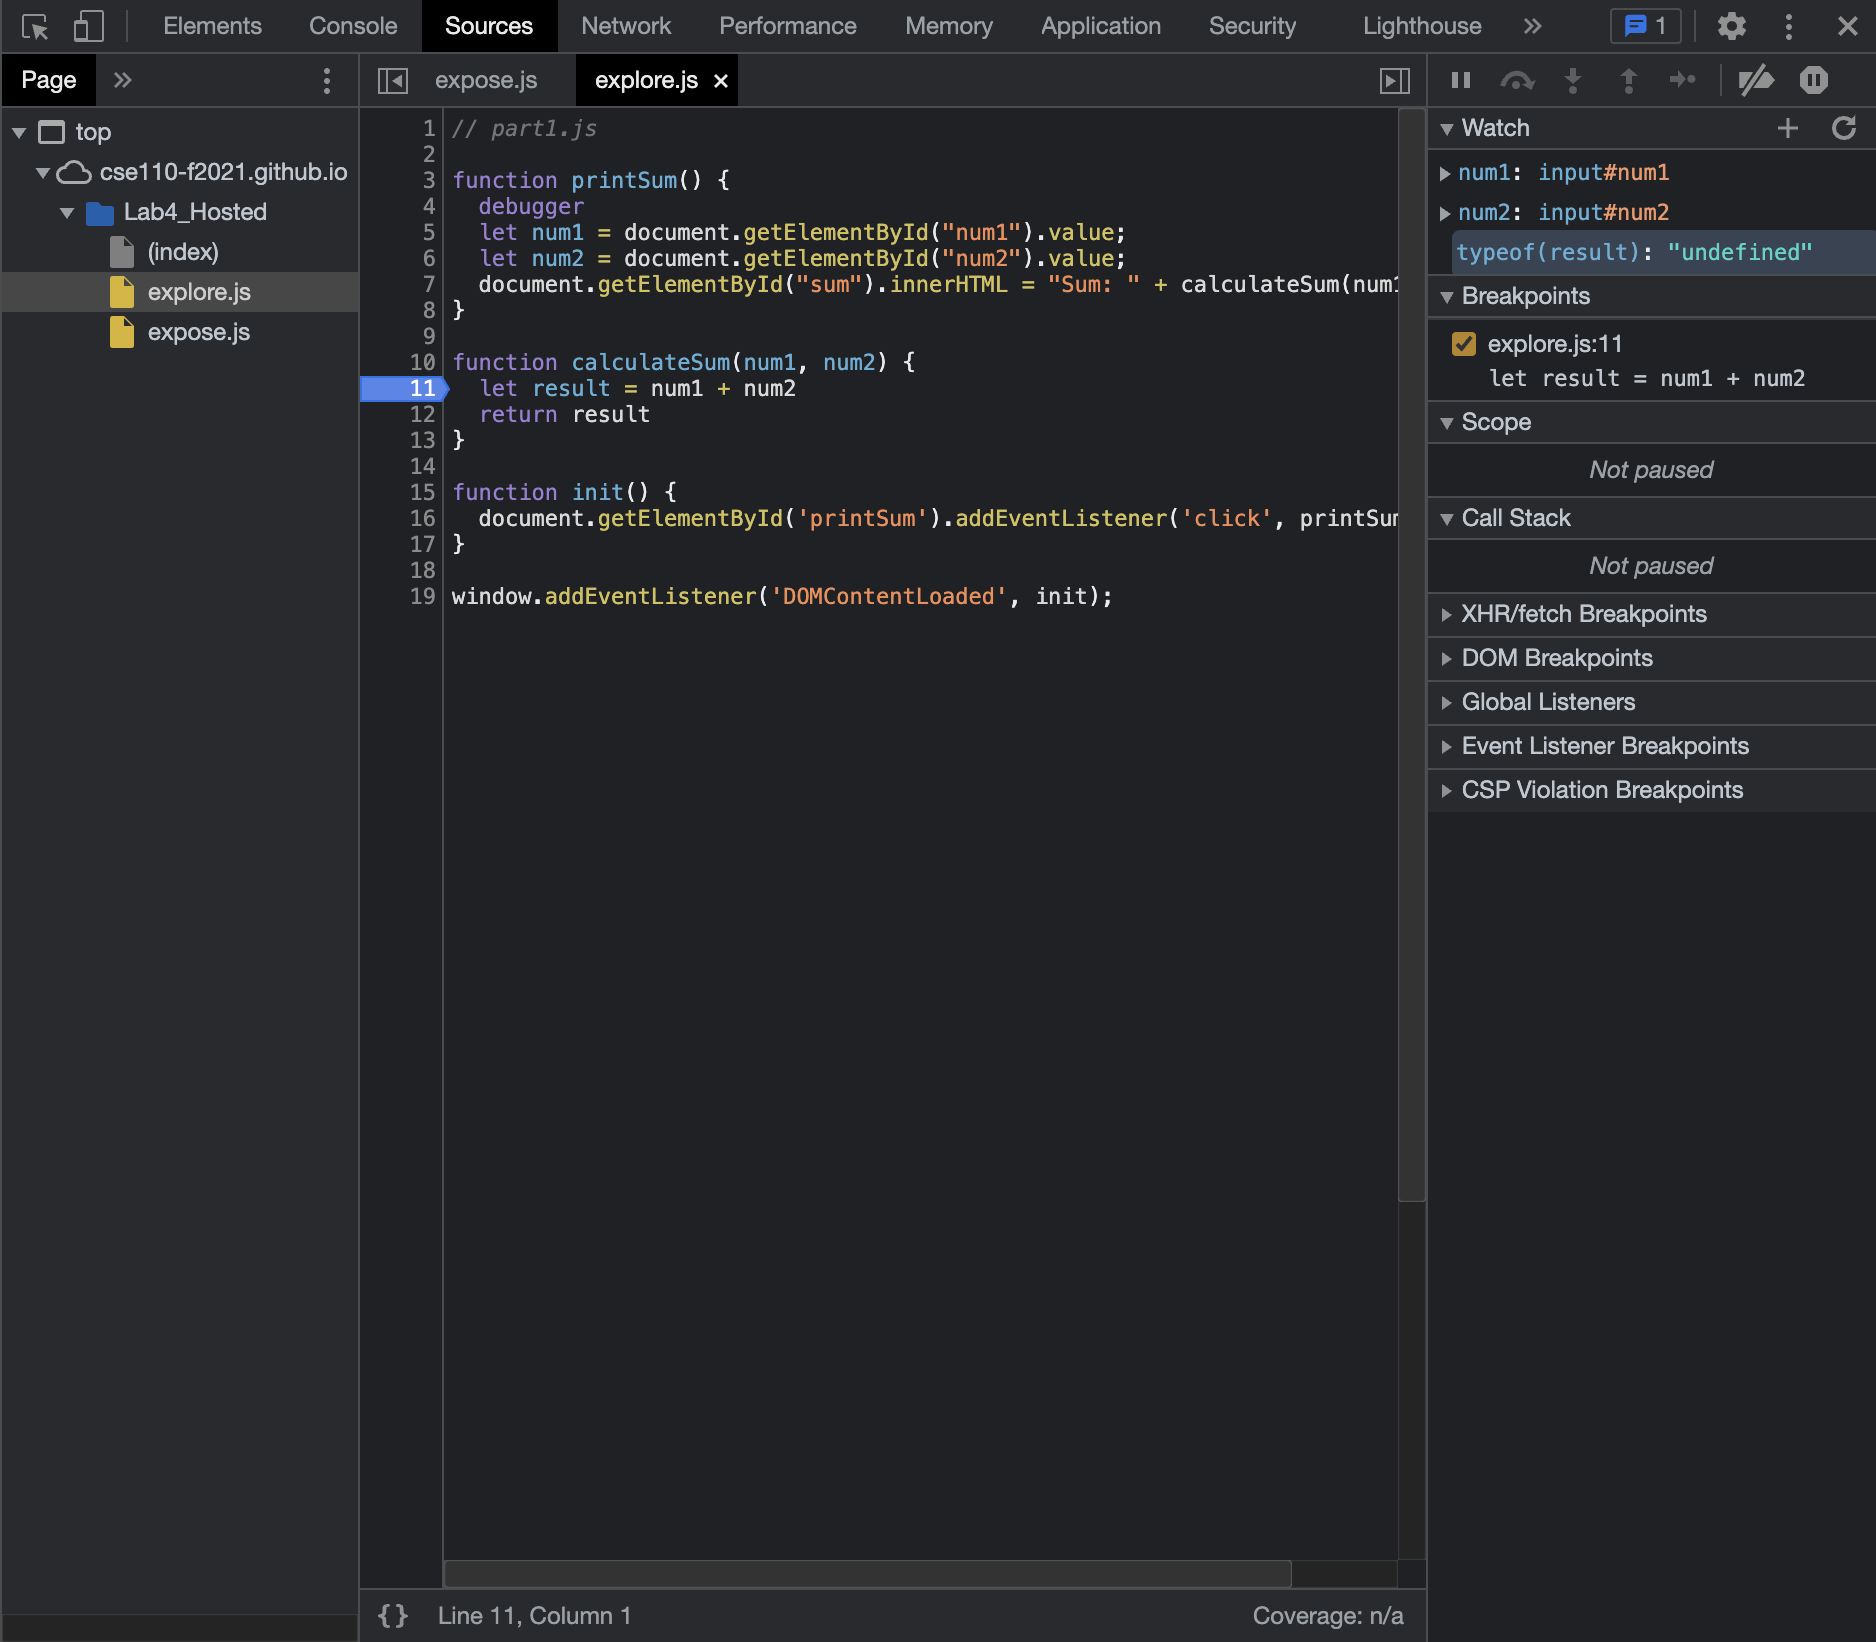 Elements Console Sources Network Performance Memory Application Security Lighthouse » 1
Page » expose.js explore.js ×
top
cse110-f2021.github.io
Lab4_Hosted
(index)
explore.js
expose.js
1 // part1.js
2
3 function printSum() {
4   debugger
5   let num1 = document.getElementById("num1").value;
6   let num2 = document.getElementById("num2").value;
7   document.getElementById("sum").innerHTML = "Sum: " + calculateSum(num1
8 }
9
10 function calculateSum(num1, num2) {
11   let result = num1 + num2
12   return result
13 }
14
15 function init() {
16   document.getElementById('printSum').addEventListener('click', printSum
17 }
18
19 window.addEventListener('DOMContentLoaded', init);
{} Line 11, Column 1 Coverage: n/a
Watch
num1: input#num1
num2: input#num2
typeof(result): "undefined"
Breakpoints
explore.js:11
let result = num1 + num2
Scope
Not paused
Call Stack
Not paused
XHR/fetch Breakpoints
DOM Breakpoints
Global Listeners
Event Listener Breakpoints
CSP Violation Breakpoints